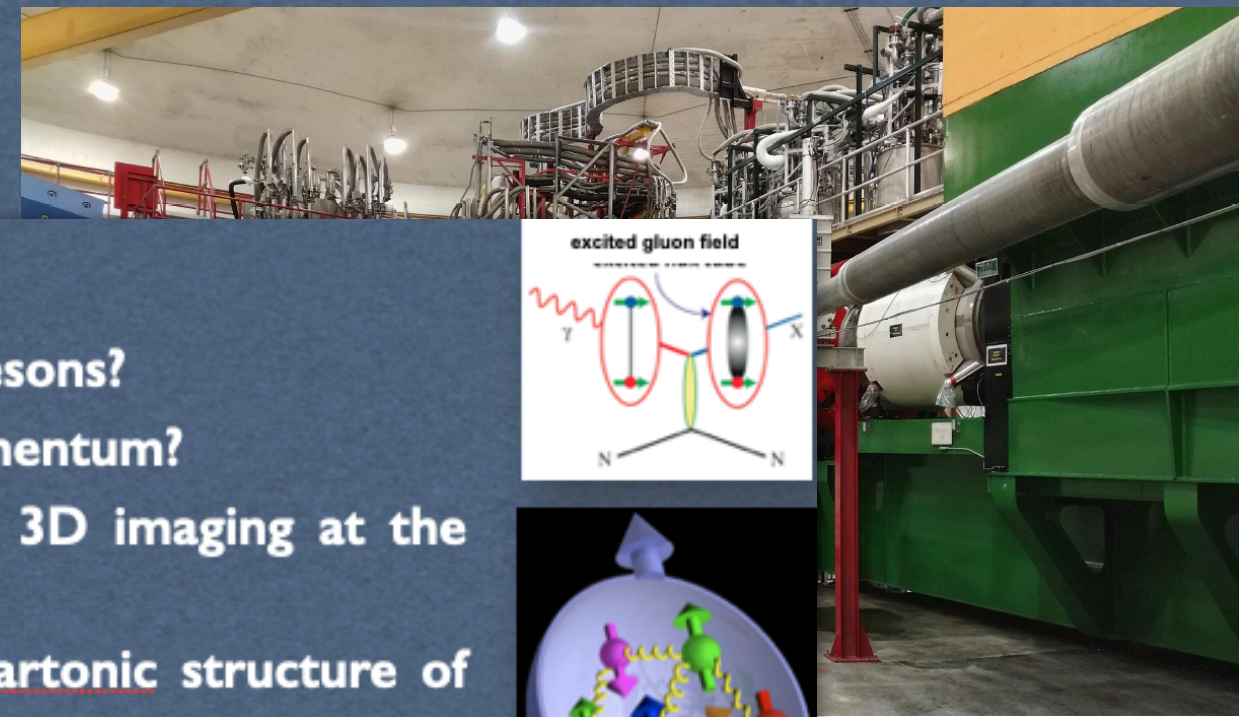 excited gluon field
γ
X
N
N
esons?
nentum?
3D imaging at the
artonic structure of